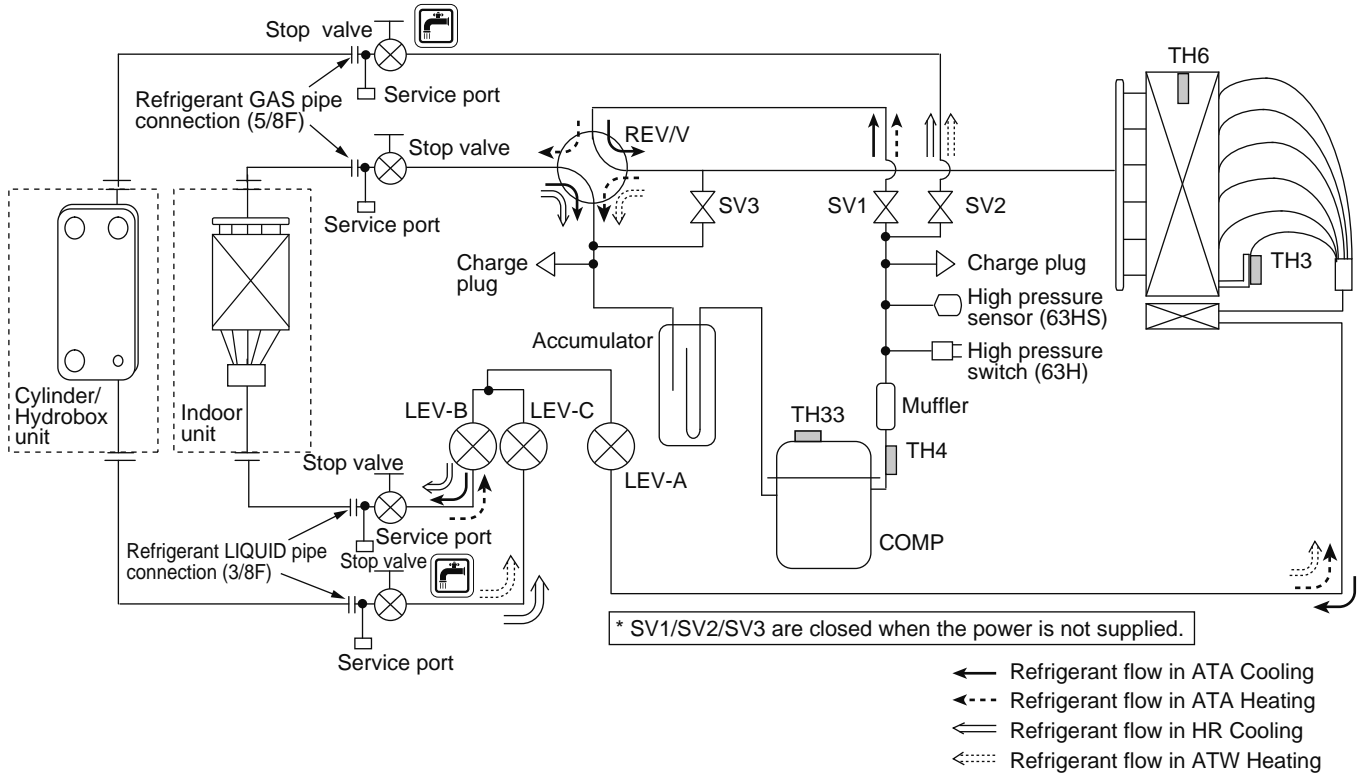 Stop valve
TH6
Refrigerant GAS pipe
connection (5/8F)
Service port
REV/V
Stop valve
Service port
SV3
SV1
SV2
Charge
plug
Charge plug
TH3
High pressure
sensor (63HS)
Accumulator
High pressure
switch (63H)
Cylinder/
Hydrobox
unit
Indoor
unit
LEV-B
LEV-C
TH33
Muffler
TH4
Stop valve
LEV-A
Service port
COMP
Refrigerant LIQUID pipe
connection (3/8F)
Stop valve
* SV1/SV2/SV3 are closed when the power is not supplied.
Service port
Refrigerant flow in ATA Cooling
Refrigerant flow in ATA Heating
Refrigerant flow in HR Cooling
Refrigerant flow in ATW Heating